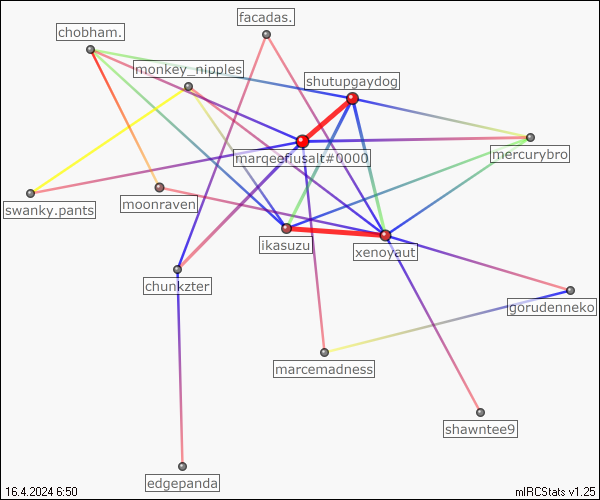 facadas.
chobham.
monkey_nipples
shutupgaydog
marqeefiusalt#0000
mercurybro
swanky.pants
moonraven
ikasuzu
xenoyaut
chunkzter
gorudenneko
marcemadness
shawntee9
edgepanda
16.4.2024 6:50
mIRCStats v1.25